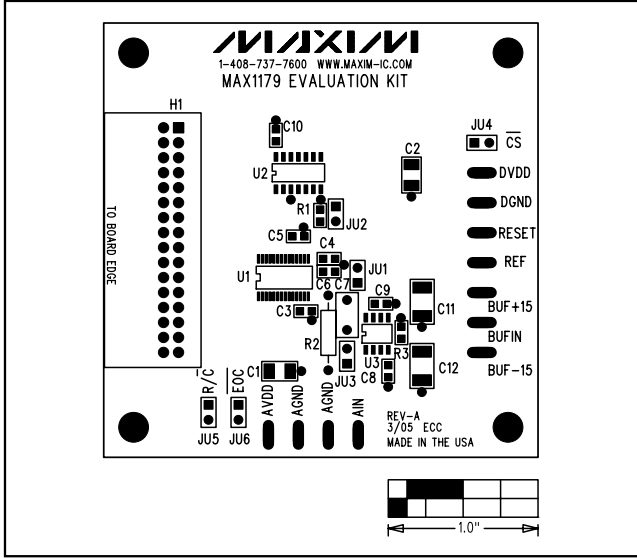 MAXIM
1-408-737-7600 WWW.MAXIM-IC.COM
MAX1179 EVALUATION KIT
H1
C10
JU4
CS
C2
U2
DVDD
R1
JU2
DGND
C5
RESET
TO BOARD EDGE
C4
JU1
REF
U1
C6
C7
C9
C11
BUF+15
C3
R2
BUFIN
U3
R3
C12
BUF-15
C1
JU3
C8
R/C
EOC
AVDD
AGND
AGND
AIN
JU5
JU6
REV-A
3/05 ECC
MADE IN THE USA
1.0"